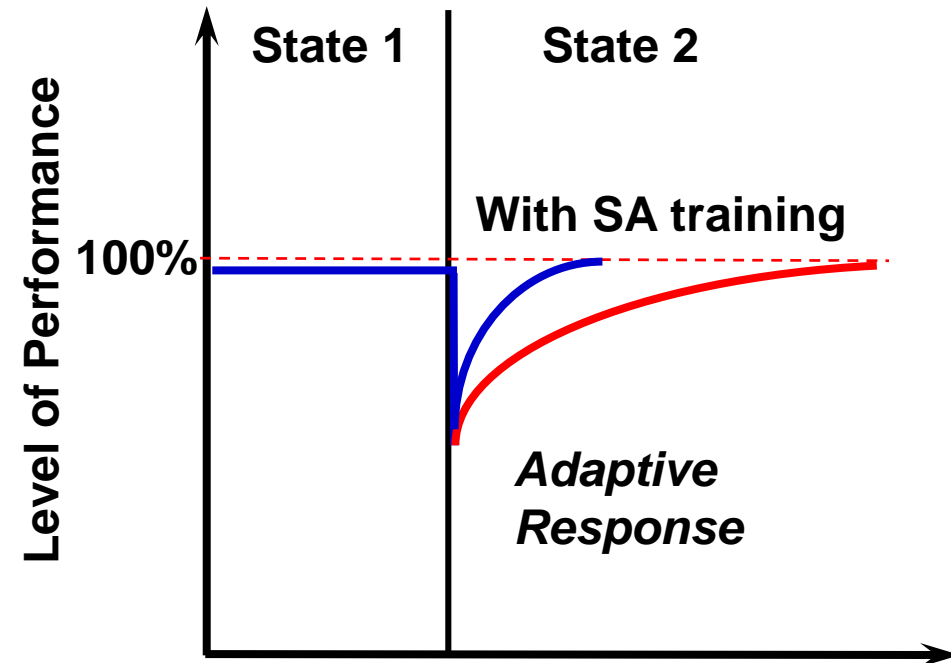 State 1
State 2
Level of Performance
With SA training
100%
Adaptive
Response